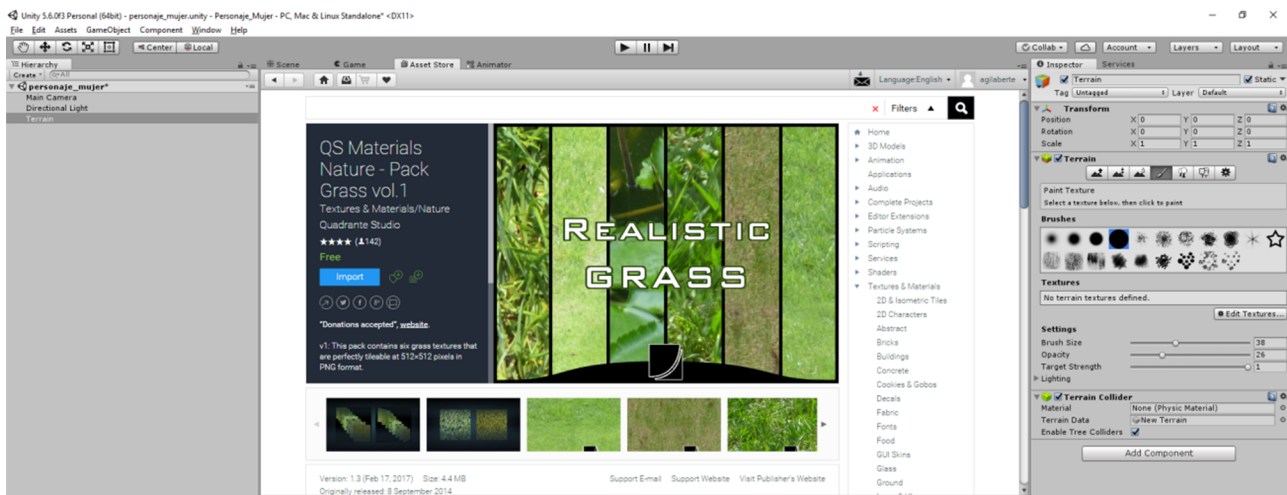 Unity 5.6.0f3 Personal (64bit) - personaje_mujer.unity - Personaje_Mujer - PC, Mac & Linux Standalone* <DX11>
File Edit Assets GameObject Component Window Help
Center Local
Collab Account Layers Layout
Hierarchy
Create All
personaje_mujer*
Main Camera
Directional Light
Terrain
Scene Game Asset Store Animator
Language:English agilaberte
Filters
QS Materials
Nature - Pack
Grass vol.1
Textures & Materials/Nature
Quadrante Studio
(142)
Free
Import
"Donations accepted", website.
v1: This pack contains six grass textures that
are perfectly tileable at 512×512 pixels in
PNG format.
REALISTIC
GRASS
Version: 1.3 (Feb 17, 2017) Size: 4.4 MB
Support E-mail Support Website Visit Publisher's Website
Originally released: 8 September 2014
Home
3D Models
Animation
Applications
Audio
Complete Projects
Editor Extensions
Particle Systems
Scripting
Services
Shaders
Textures & Materials
2D & Isometric Tiles
2D Characters
Abstract
Bricks
Buildings
Concrete
Cookies & Gobos
Decals
Fabric
Fonts
Food
GUI Skins
Glass
Ground
Inspector Services
Terrain Static
Tag Untagged Layer Default
Transform
Position X 0 Y 0 Z 0
Rotation X 0 Y 0 Z 0
Scale X 1 Y 1 Z 1
Terrain
Paint Texture
Select a texture below, then click to paint
Brushes
Textures
No terrain textures defined.
Edit Textures...
Settings
Brush Size 38
Opacity 26
Target Strength 1
Lighting
Terrain Collider
Material None (Physic Material)
Terrain Data New Terrain
Enable Tree Colliders
Add Component